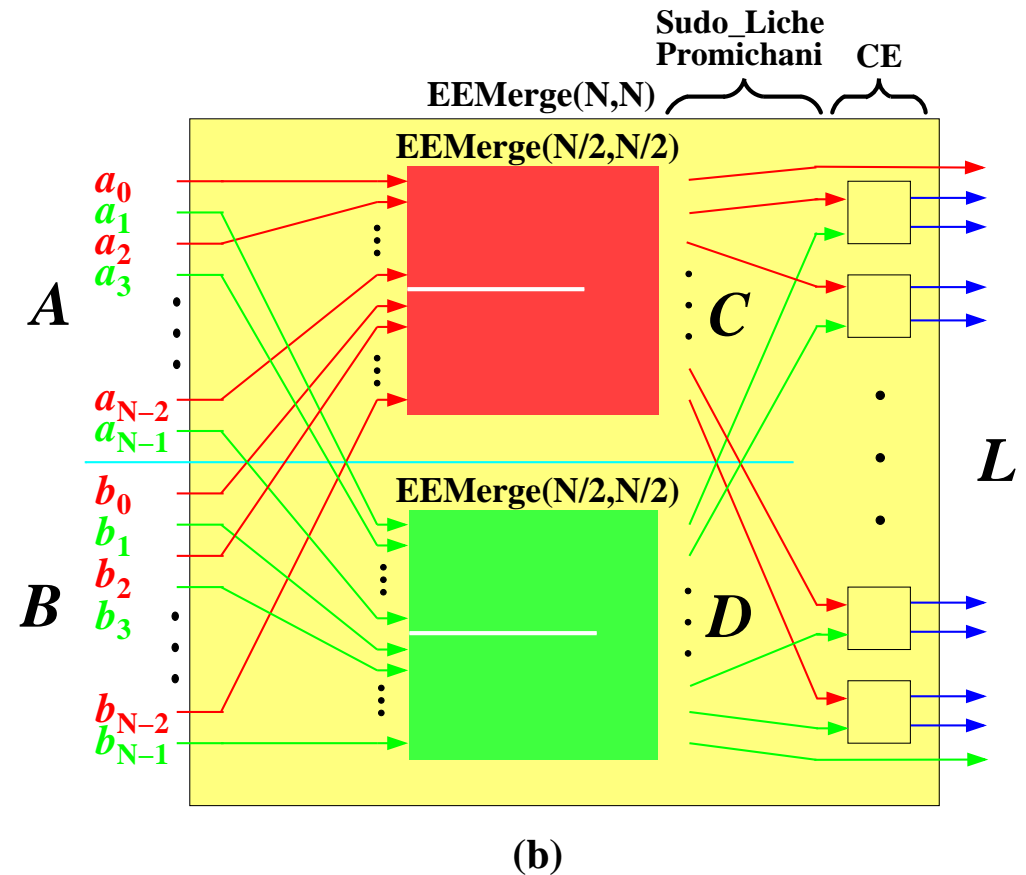 Sudo_Liche
Promichani
CE
EEMerge(N,N)
EEMerge(N/2,N/2)
a0
a1
a2
a3
A
C
aN−2
aN−1
L
EEMerge(N/2,N/2)
b0
b1
b2
B
D
b3
bN−2
bN−1
(b)